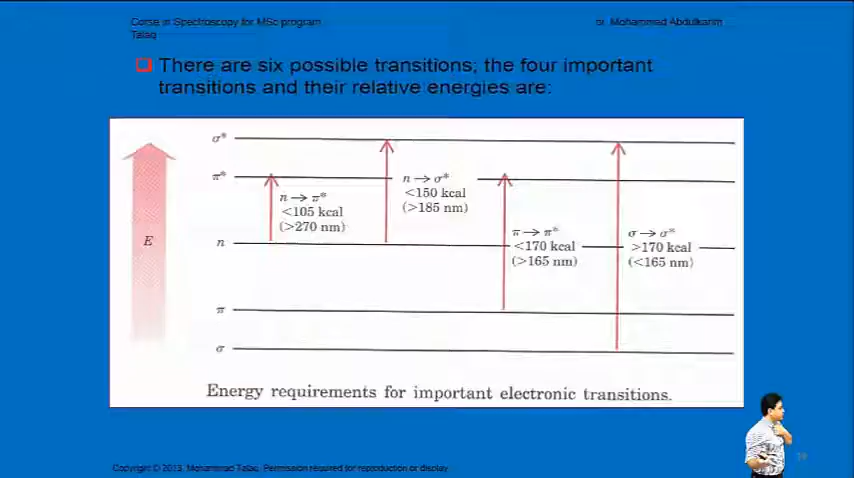 Corse in Spectroscopy for MSc program
Talaq
Mohammad Abdulkarim
There are six possible transitions; the four important
transitions and their relative energies are:
σ*
π*
n
π
σ
E
n → π*
<105 kcal
(>270 nm)
n → σ*
<150 kcal
(>185 nm)
π → π*
<170 kcal
(>165 nm)
σ → σ*
>170 kcal
(<165 nm)
Energy requirements for important electronic transitions.
Copyright © 2013, Mohammad Talaq. Permission required for reproduction or display